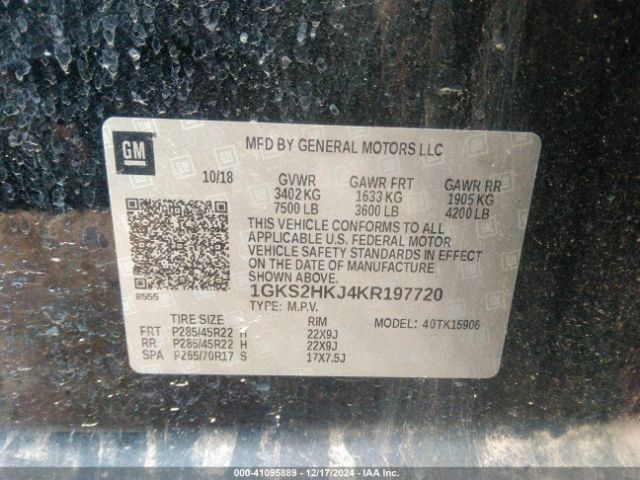 GM
MFD BY GENERAL MOTORS LLC
10/18 GVWR GAWR FRT GAWR RR
3402 KG 1633 KG 1905 KG
7500 LB 3600 LB 4200 LB
THIS VEHICLE CONFORMS TO ALL
APPLICABLE U.S. FEDERAL MOTOR
VEHICLE SAFETY STANDARDS IN EFFECT
ON THE DATE OF MANUFACTURE
SHOWN ABOVE.
8555
1GKS2HKJ4KR197720
TYPE: M.P.V. MODEL: 40TK15906
TIRE SIZE RIM
FRT P285/45R22 H 22X9J
RR P285/45R22 H 22X9J
SPA P265/70R17 S 17X7.5J
000-41095889 - 12/17/2024 - IAA Inc.